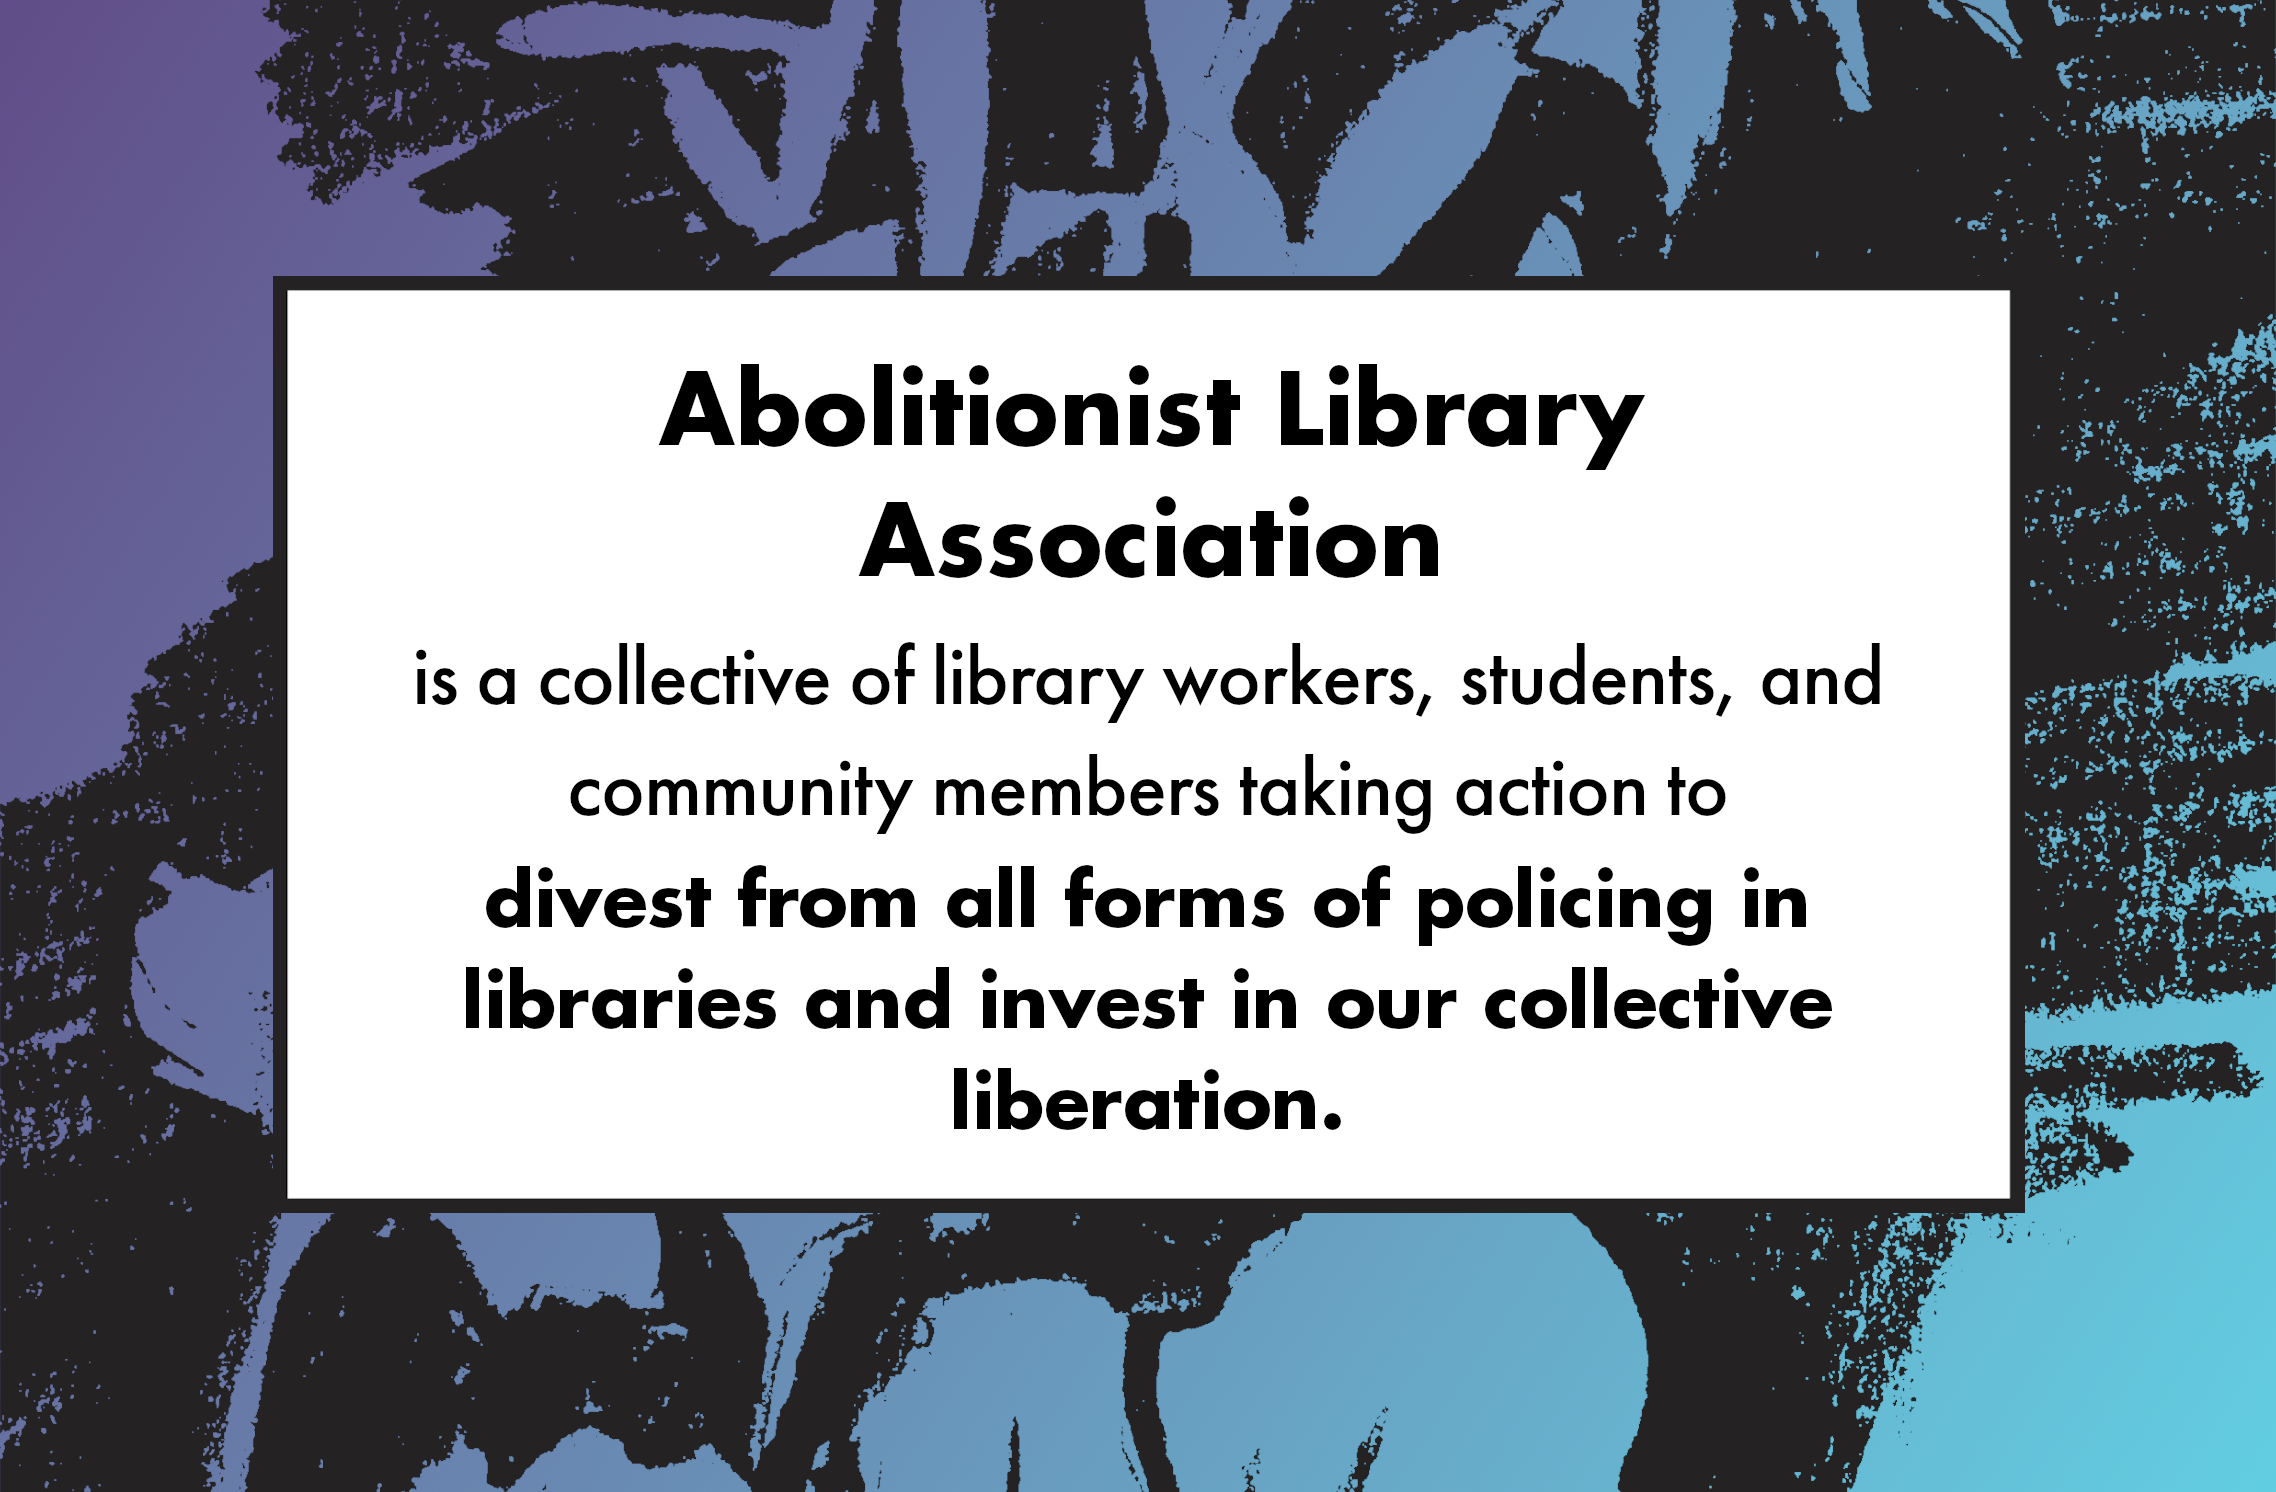 Abolitionist Library
Association
is a collective of library workers, students, and
community members taking action to
divest from all forms of policing in
libraries and invest in our collective
liberation.